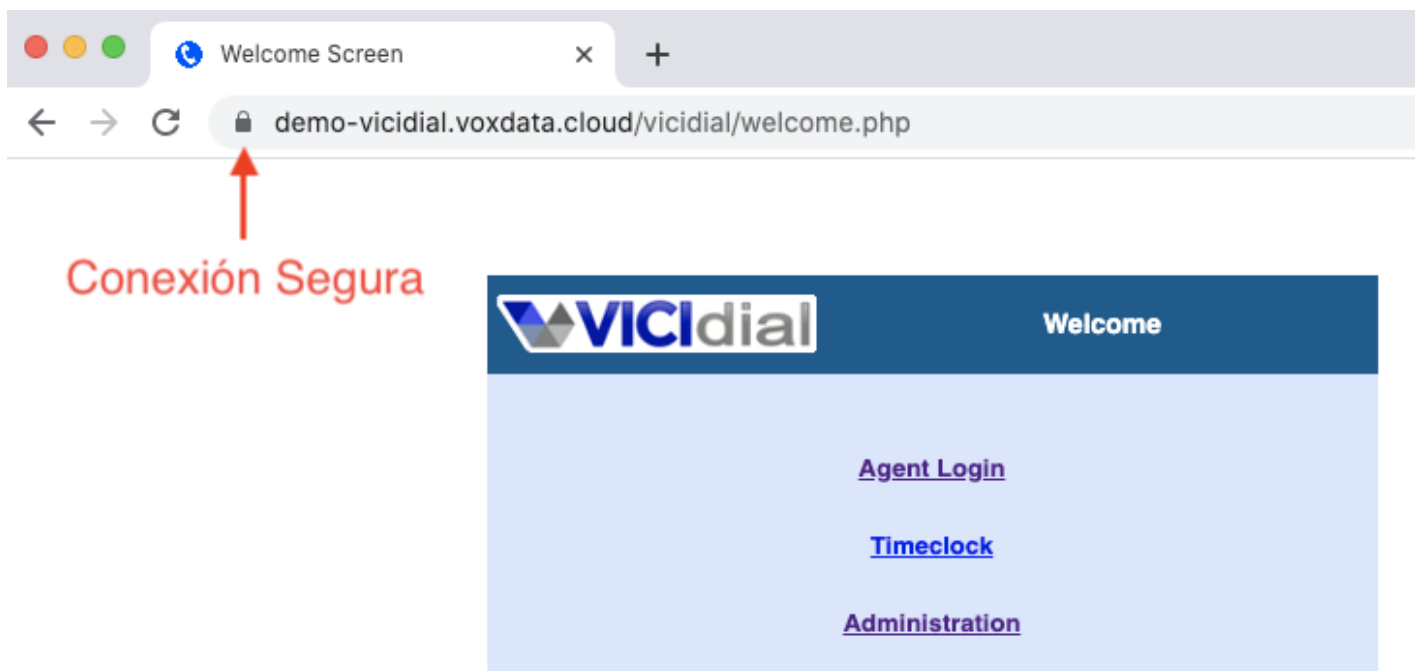 Welcome Screen
demo-vicidial.voxdata.cloud/vicidial/welcome.php
Conexión Segura
VICIdial
Welcome
Agent Login
Timeclock
Administration